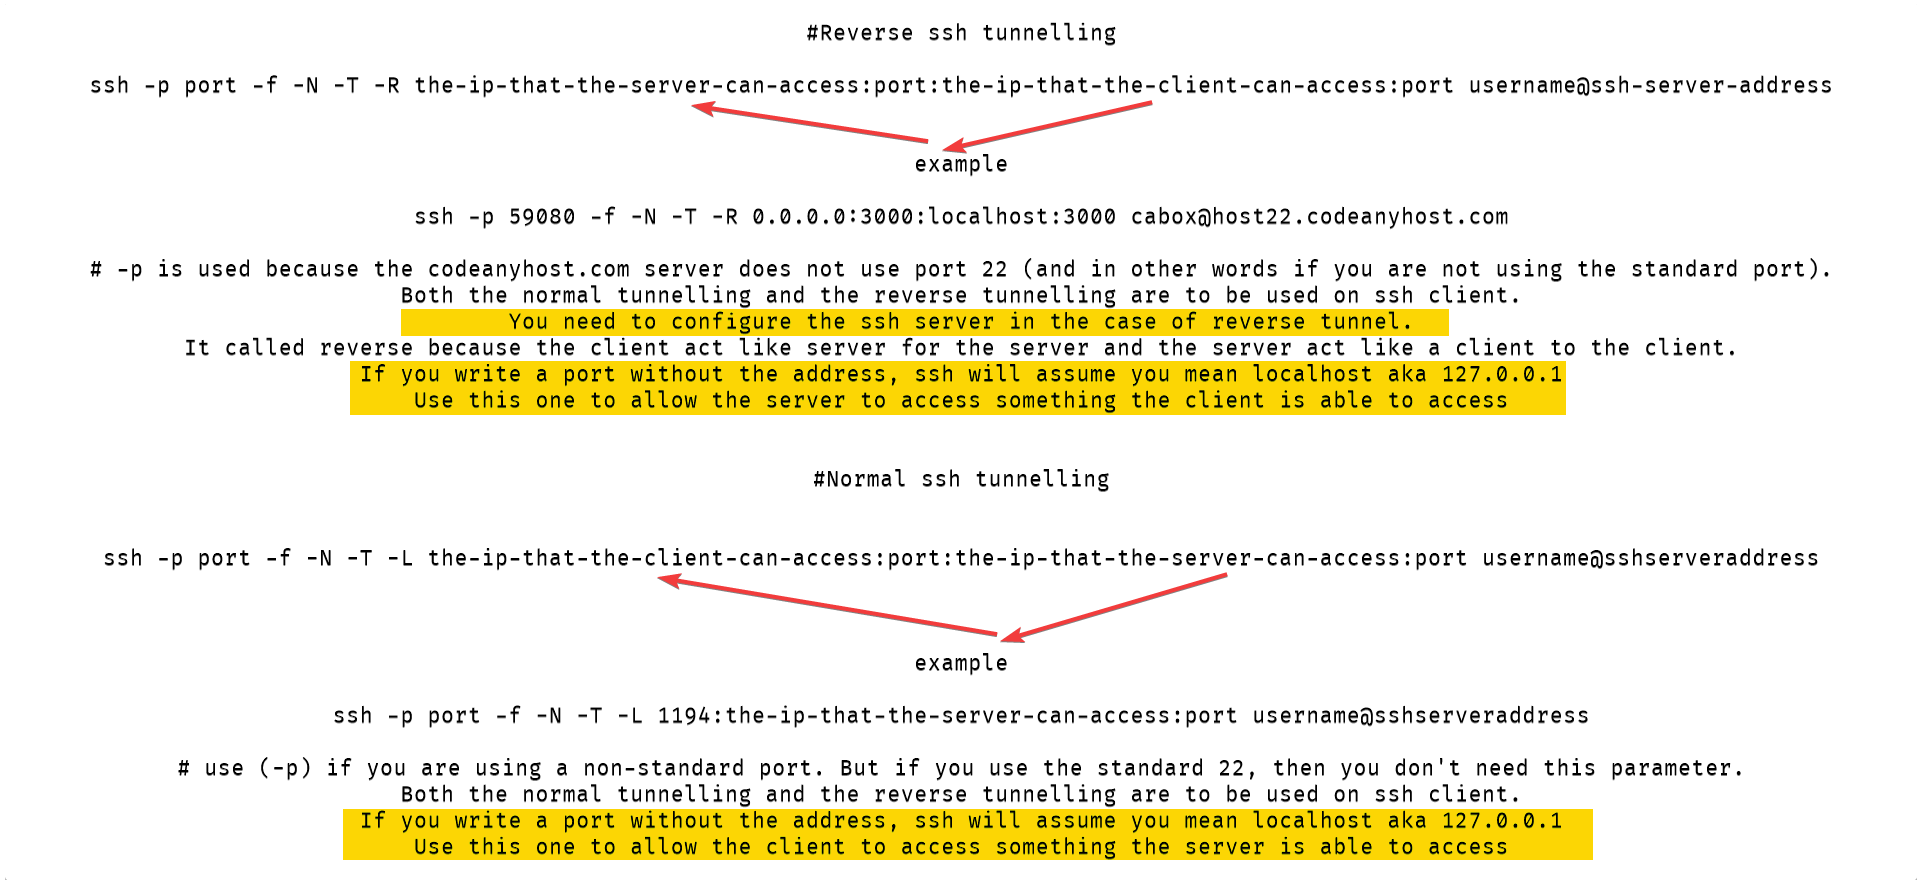 #Reverse ssh tunnelling
ssh -p port -f -N -T -R the-ip-that-the-server-can-access:port:the-ip-that-the-client-can-access:port username@ssh-server-address
example
ssh -p 59080 -f -N -T -R 0.0.0.0:3000:localhost:3000 cabox@host22.codeanyhost.com
# -p is used because the codeanyhost.com server does not use port 22 (and in other words if you are not using the standard port).
Both the normal tunnelling and the reverse tunnelling are to be used on ssh client.
You need to configure the ssh server in the case of reverse tunnel.
It called reverse because the client act like server for the server and the server act like a client to the client.
If you write a port without the address, ssh will assume you mean localhost aka 127.0.0.1
Use this one to allow the server to access something the client is able to access
#Normal ssh tunnelling
ssh -p port -f -N -T -L the-ip-that-the-client-can-access:port:the-ip-that-the-server-can-access:port username@sshserveraddress
example
ssh -p port -f -N -T -L 1194:the-ip-that-the-server-can-access:port username@sshserveraddress
# use (-p) if you are using a non-standard port. But if you use the standard 22, then you don't need this parameter.
Both the normal tunnelling and the reverse tunnelling are to be used on ssh client.
If you write a port without the address, ssh will assume you mean localhost aka 127.0.0.1
Use this one to allow the client to access something the server is able to access